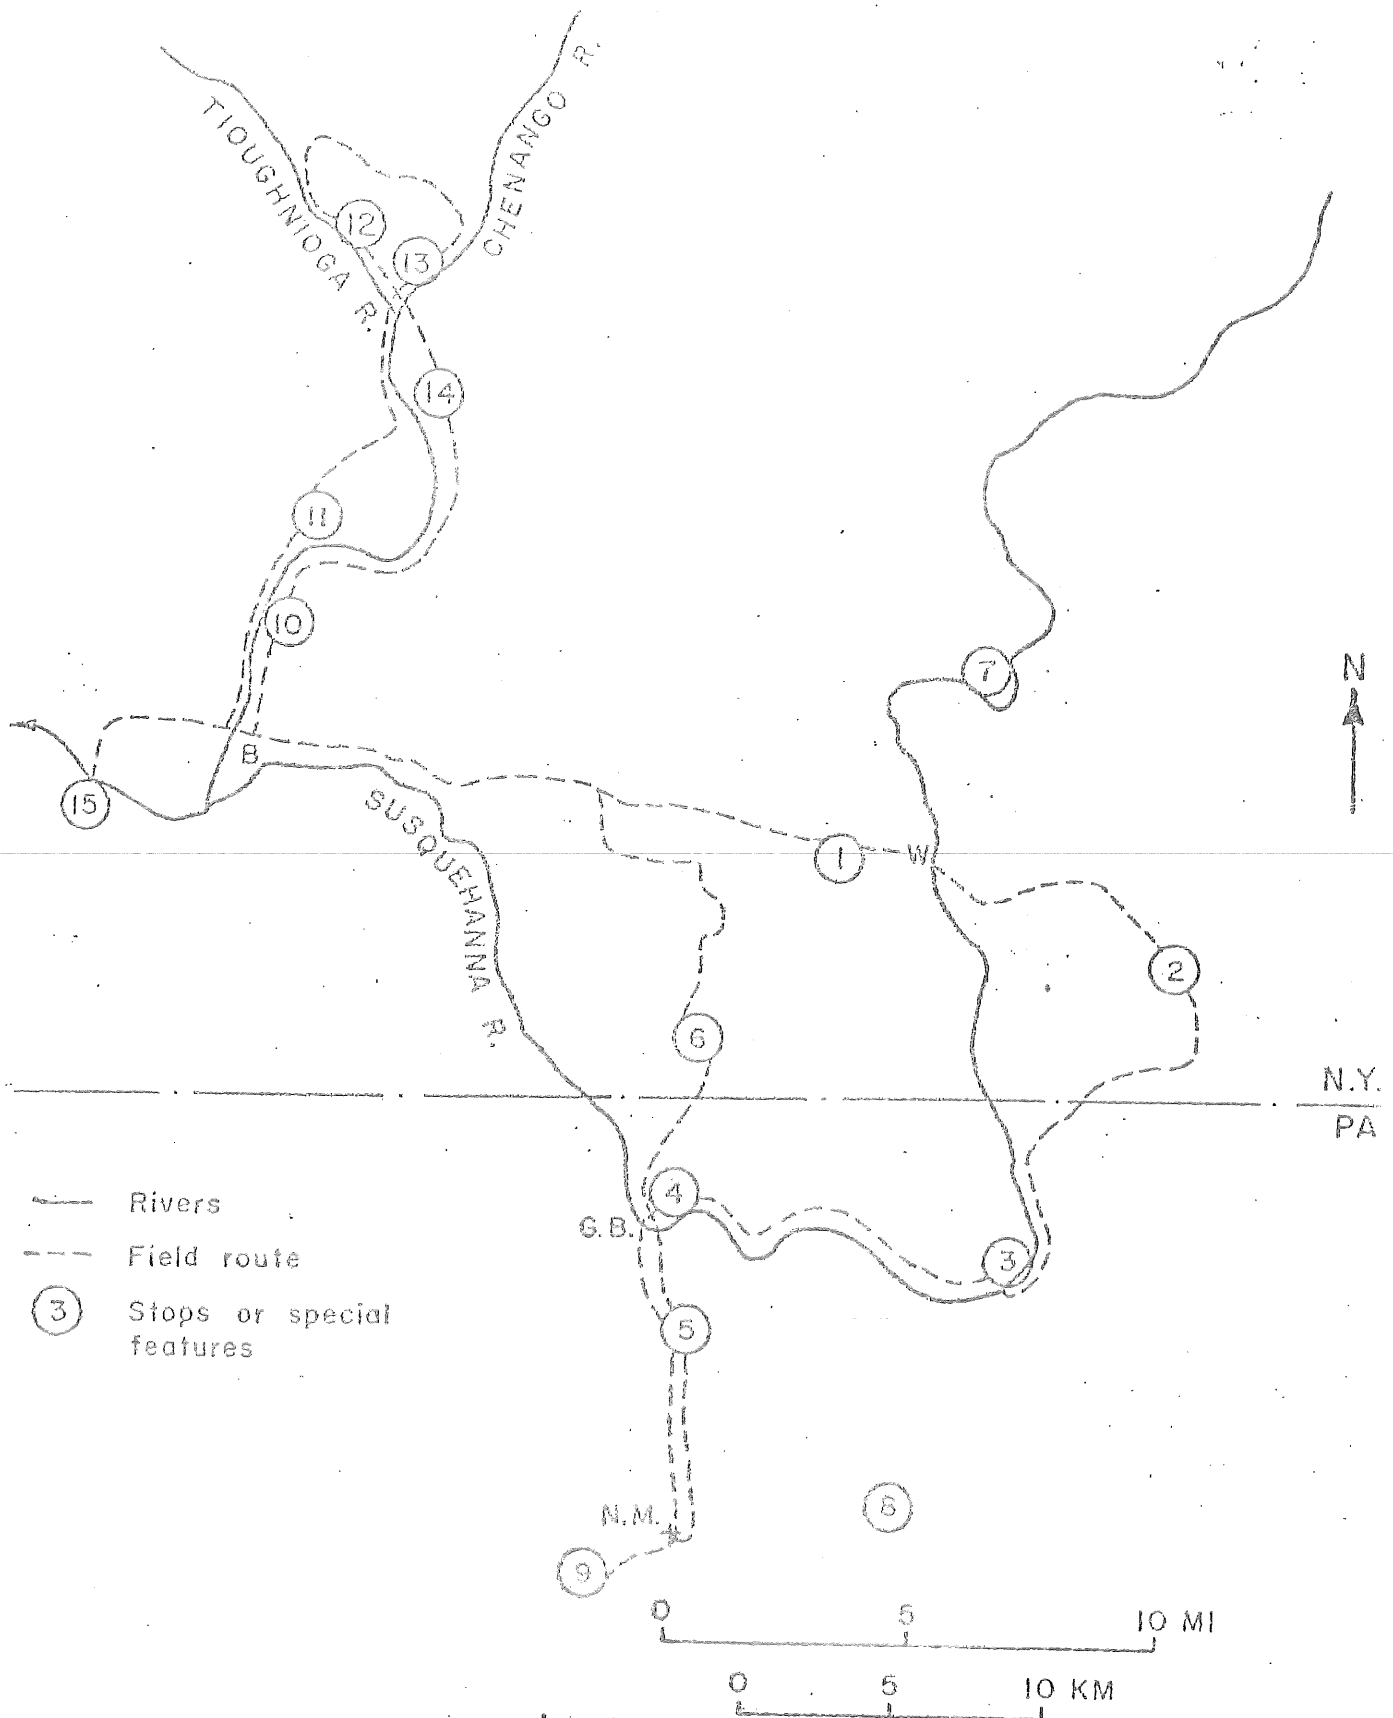 TIOUGHNIOGA R.
CHENANGO R.
12
13
14
11
10
7
N
B
15
SUSQUEHANNA R.
1
W
2
6
N.Y.
PA
4
G.B.
3
5
Rivers
Field route
3 Stops or special
features
N.M.
8
9
0 5 10 MI
0 5 10 KM